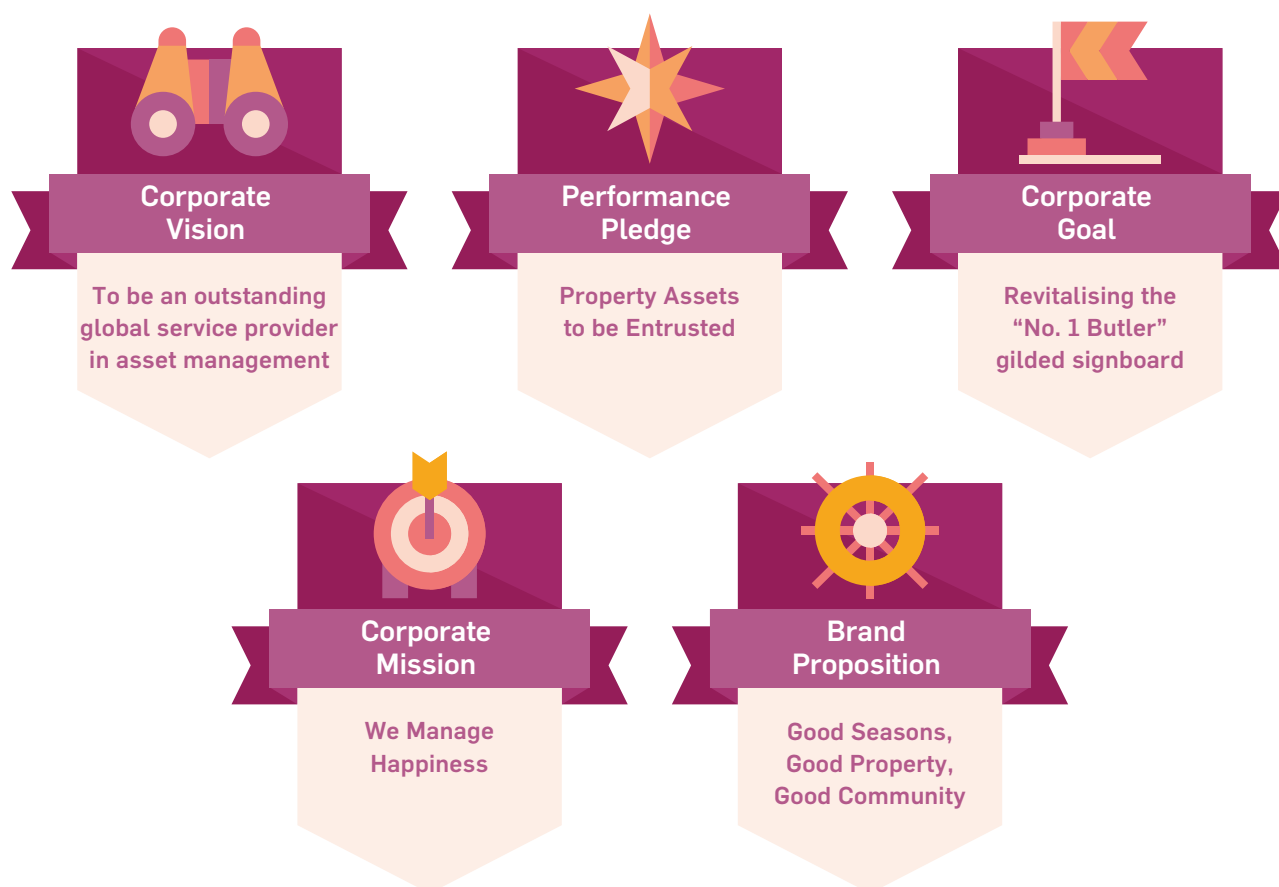 Corporate
Vision
To be an outstanding
global service provider
in asset management
Performance
Pledge
Property Assets
to be Entrusted
Corporate
Goal
Revitalising the
“No. 1 Butler”
gilded signboard
Corporate
Mission
We Manage
Happiness
Brand
Proposition
Good Seasons,
Good Property,
Good Community